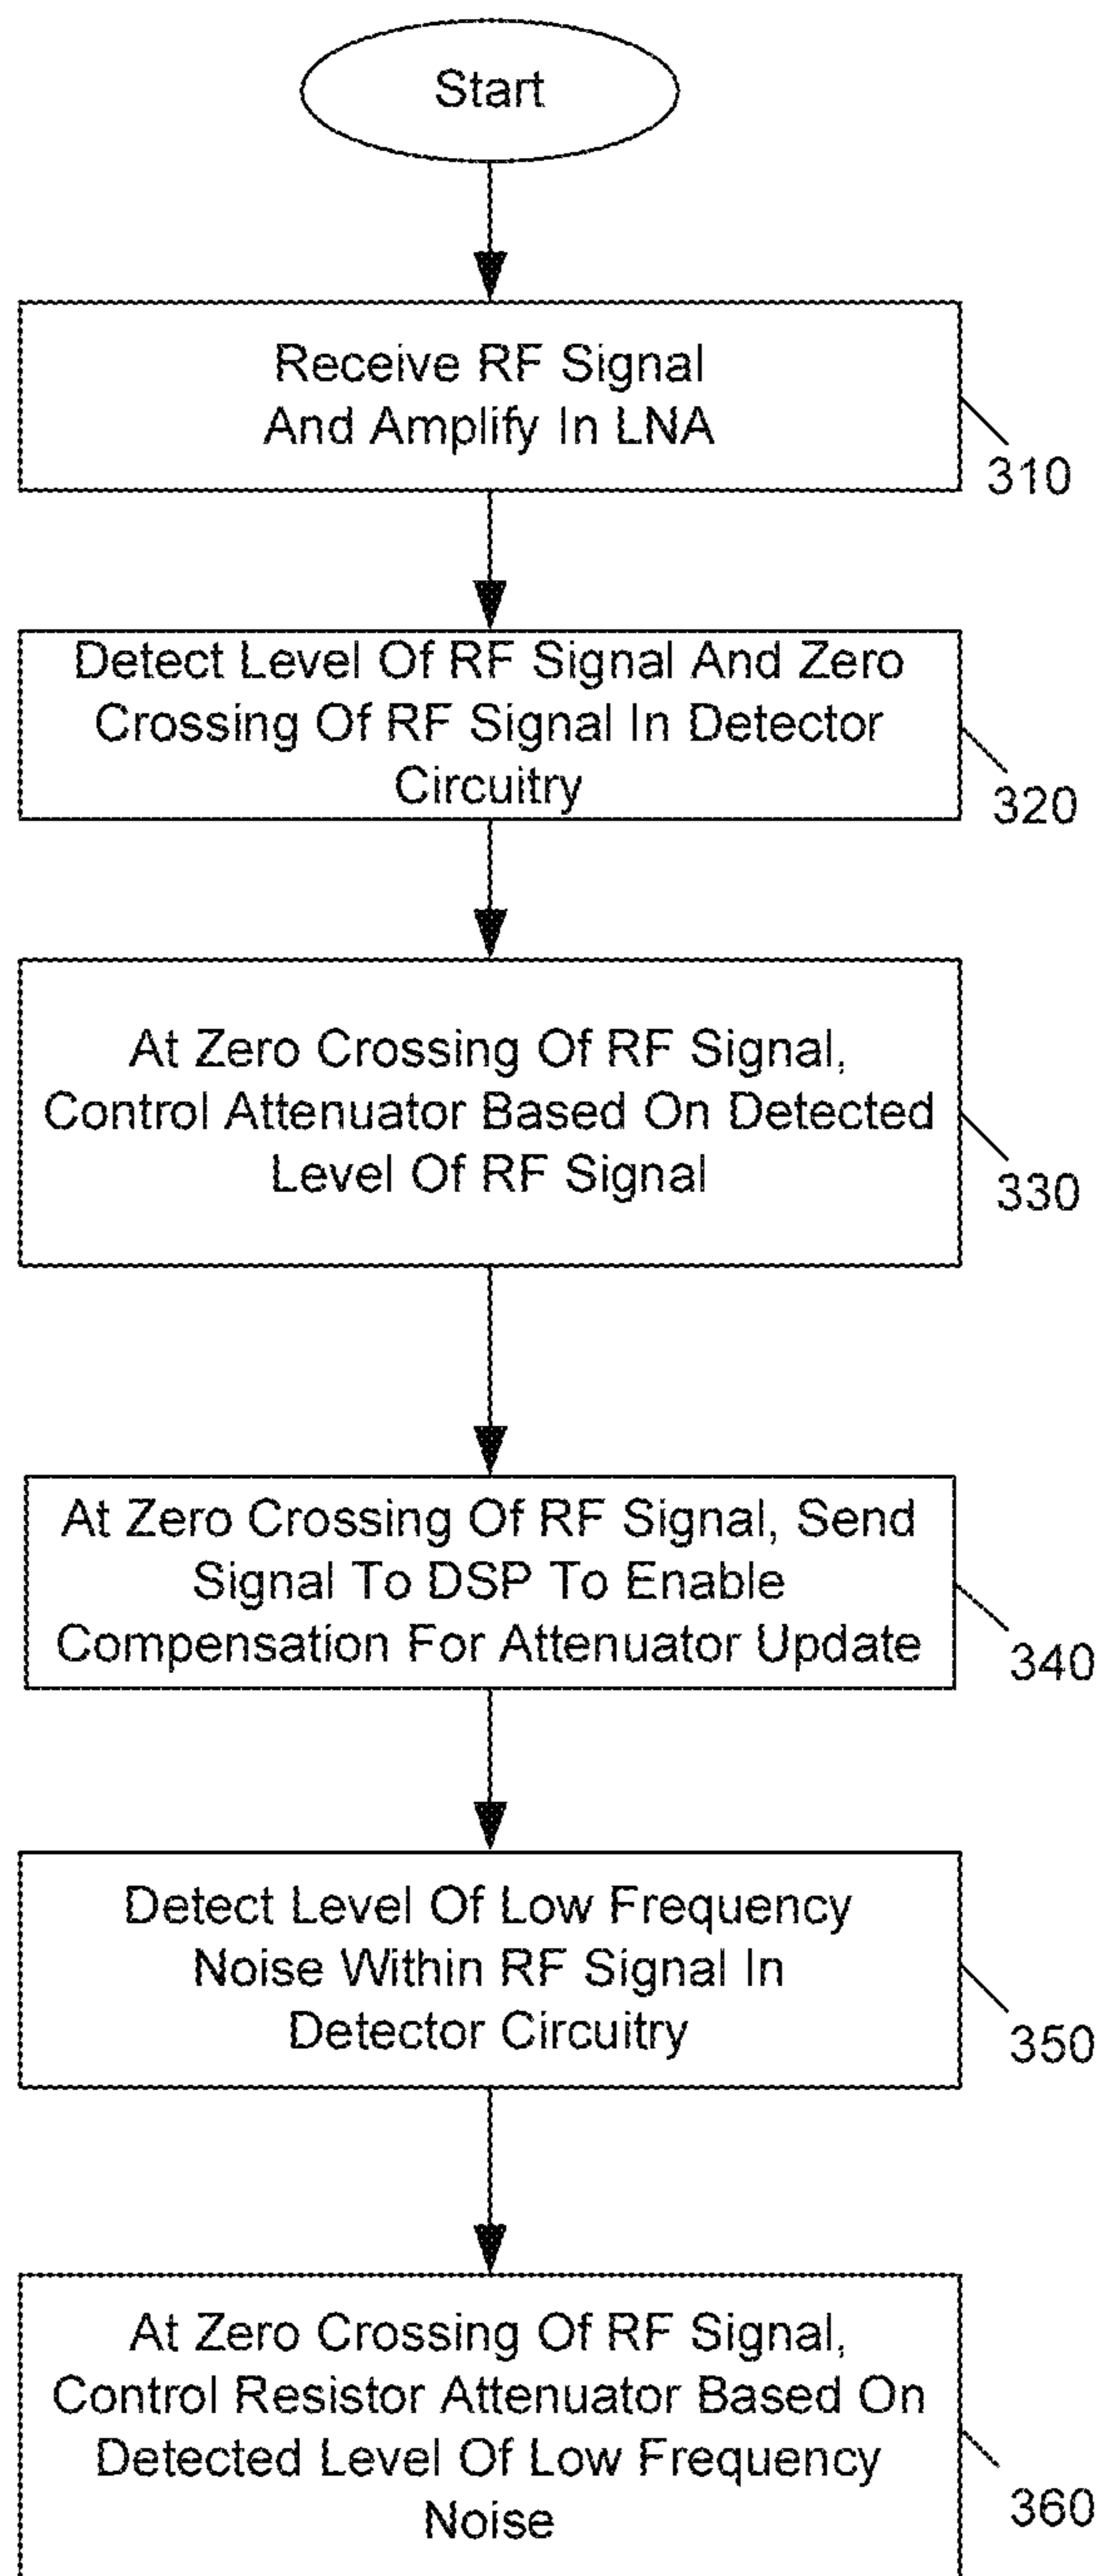 Start
Receive RF Signal
And Amplify In LNA
310
Detect Level Of RF Signal And Zero
Crossing Of RF Signal In Detector
Circuitry
320
At Zero Crossing Of RF Signal,
Control Attenuator Based On Detected
Level Of RF Signal
330
At Zero Crossing Of RF Signal, Send
Signal To DSP To Enable
Compensation For Attenuator Update
340
Detect Level Of Low Frequency
Noise Within RF Signal In
Detector Circuitry
350
At Zero Crossing Of RF Signal,
Control Resistor Attenuator Based On
Detected Level Of Low Frequency
Noise
360